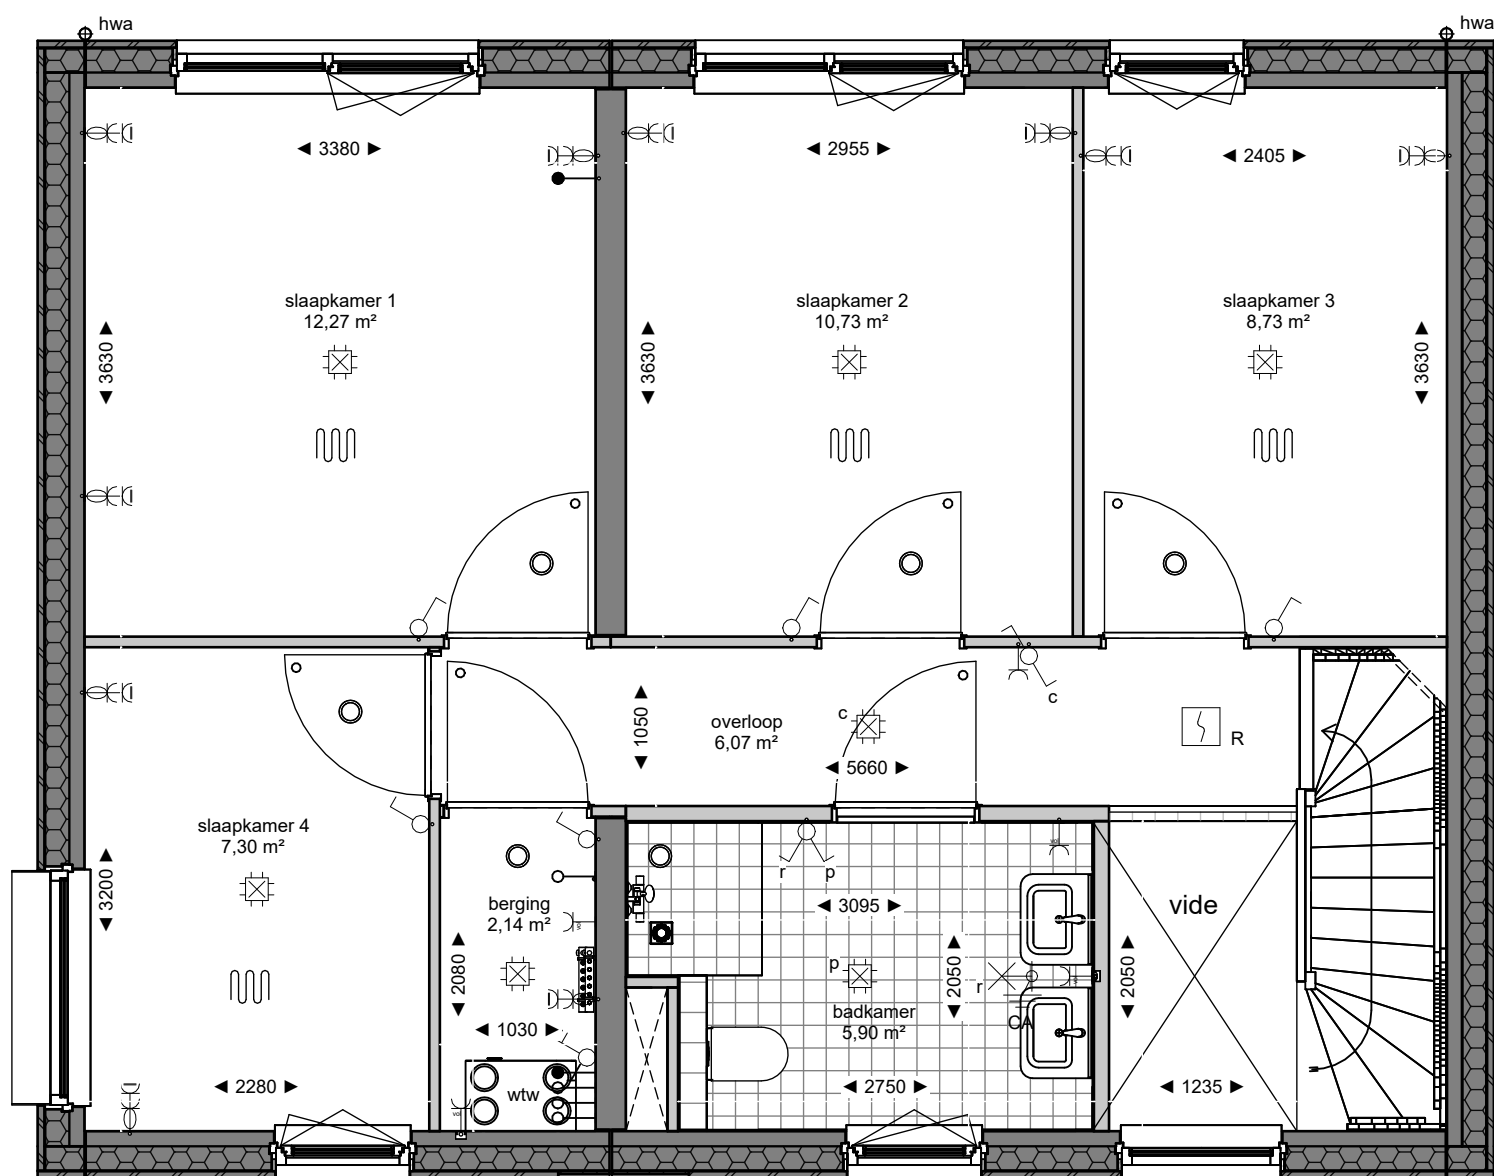 hwa
hwa
3380
2955
2405
slaapkamer 1
12,27 m²
slaapkamer 2
10,73 m²
slaapkamer 3
8,73 m²
3630
3630
3630
c
c
1050
overloop
6,07 m²
R
5660
slaapkamer 4
7,30 m²
3200
r
p
berging
2,14 m²
3095
vide
2080
p
2050
r
2050
badkamer
5,90 m²
CA
1030
2280
wtw
2750
1235